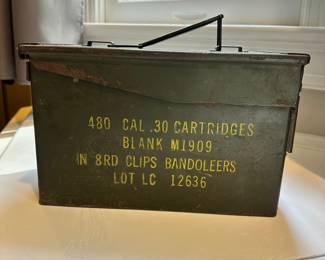 480 CAL .30 CARTRIDGES
BLANK M1909
IN 8RD CLIPS BANDOLEERS
LOT LC 12636